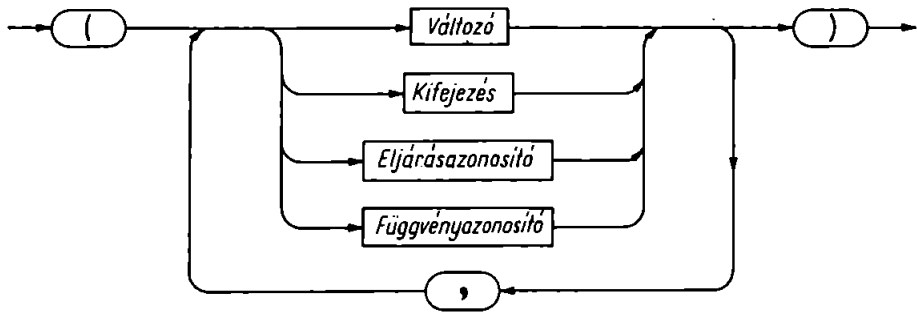 ( Változó )
Kifejezés
Eljárásazonosító
Függvényazonosító
,